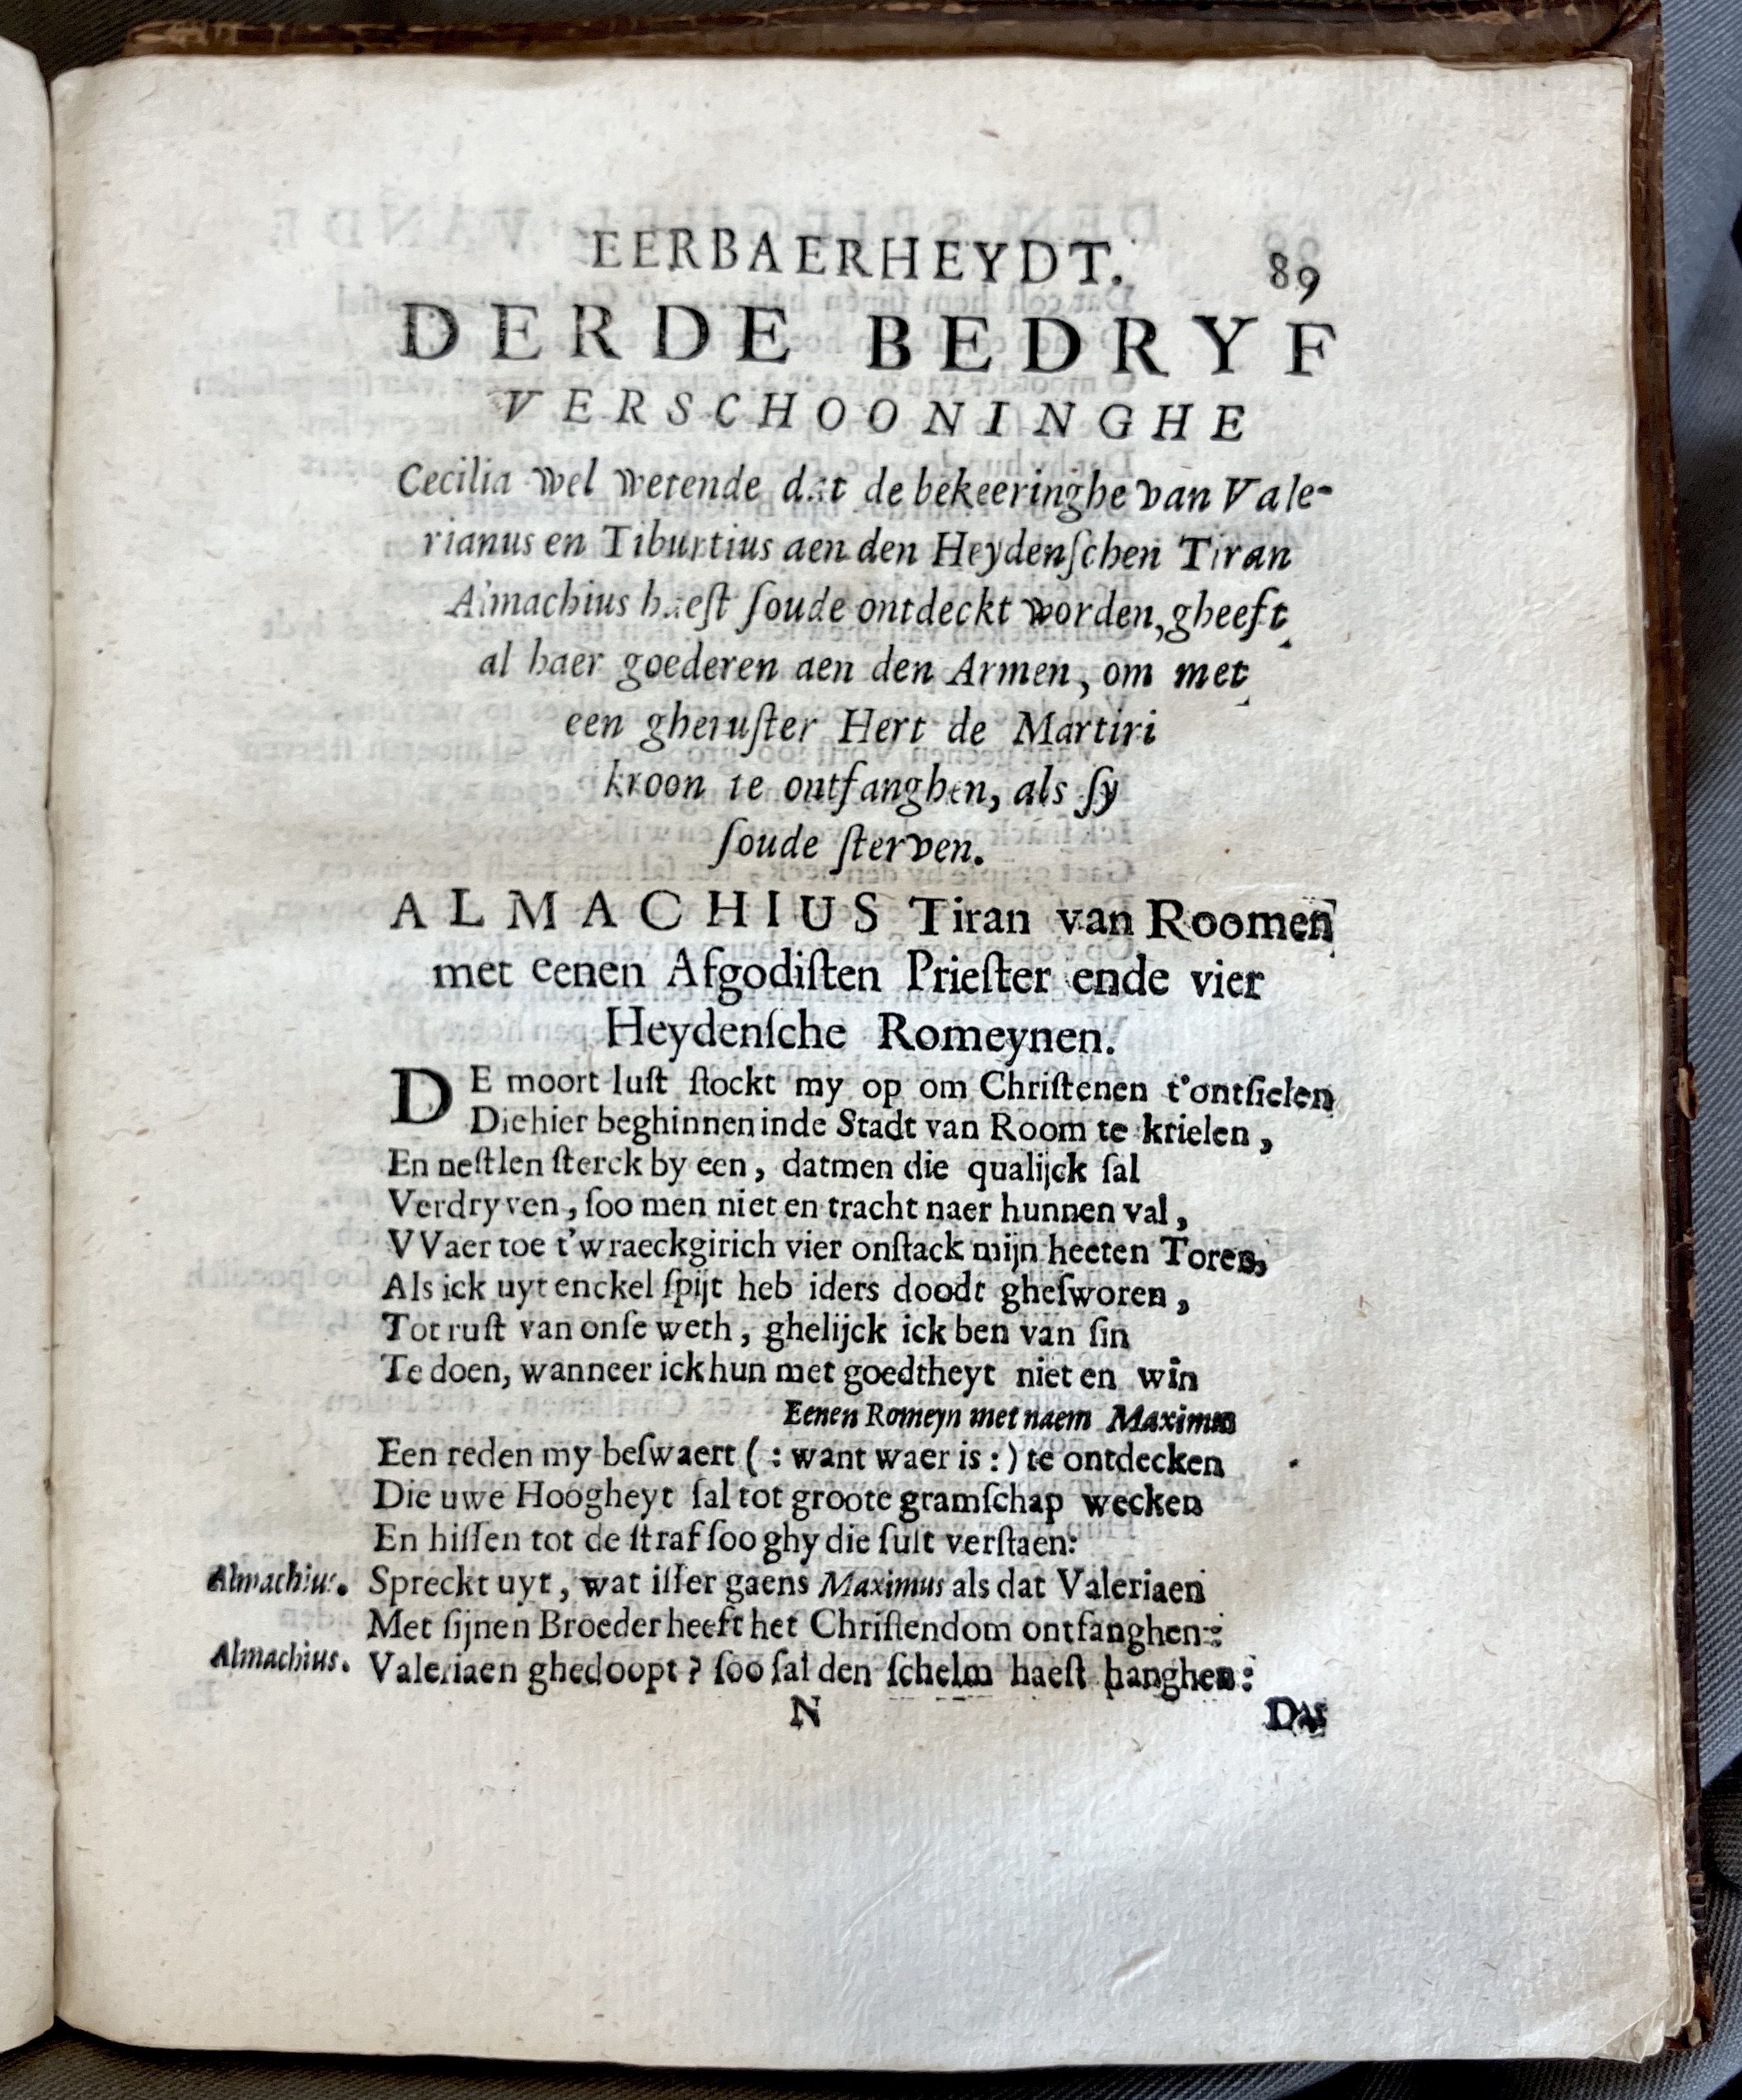 EERBAERHEYDT. 89
DERDE BEDRYF
VERSCHOONINGHE
Cecilia wel wetende dat de bekeeringhe van Vale-
rianus en Tiburtius aen den Heydenſchen Tiran
Almachius haeſt ſoude ontdeckt worden, gheeft
al haer goederen aen den Armen, om met
een gheruſter Hert de Martiri
kroon te ontfanghen, als ſy
ſoude ſterven.
ALMACHIUS Tiran van Roomen
met eenen Afgodiſten Prieſter ende vier
Heydenſche Romeynen.
DE moort luſt ſtockt my op om Chriſtenen t'ontſielen
Die hier beghinnen inde Stadt van Room te krielen,
En neſtlen ſterck by een, datmen die qualijck ſal
Verdryven, ſoo men niet en tracht naer hunnen val,
VVaer toe t'wraeckgirich vier onſtack mijn heeten Toren,
Als ick uyt enckel ſpijt heb iders doodt gheſworen,
Tot ruſt van onſe weth, ghelijck ick ben van ſin
Te doen, wanneer ick hun met goedtheyt niet en win
Eenen Romeyn met naem Maximus
Een reden my beſwaert (: want waer is :) te ontdecken
Die uwe Hoogheyt ſal tot groote gramſchap wecken
En hiſſen tot de ſtraf ſoo ghy die ſult verſtaen:
Almachius. Spreckt uyt, wat iſſer gaens Maximus als dat Valeriaen
Met ſijnen Broeder heeft het Chriſtendom ontfanghen:
Almachius. Valeriaen ghedoopt? ſoo ſal den ſchelm haeſt hanghen:
N Dat